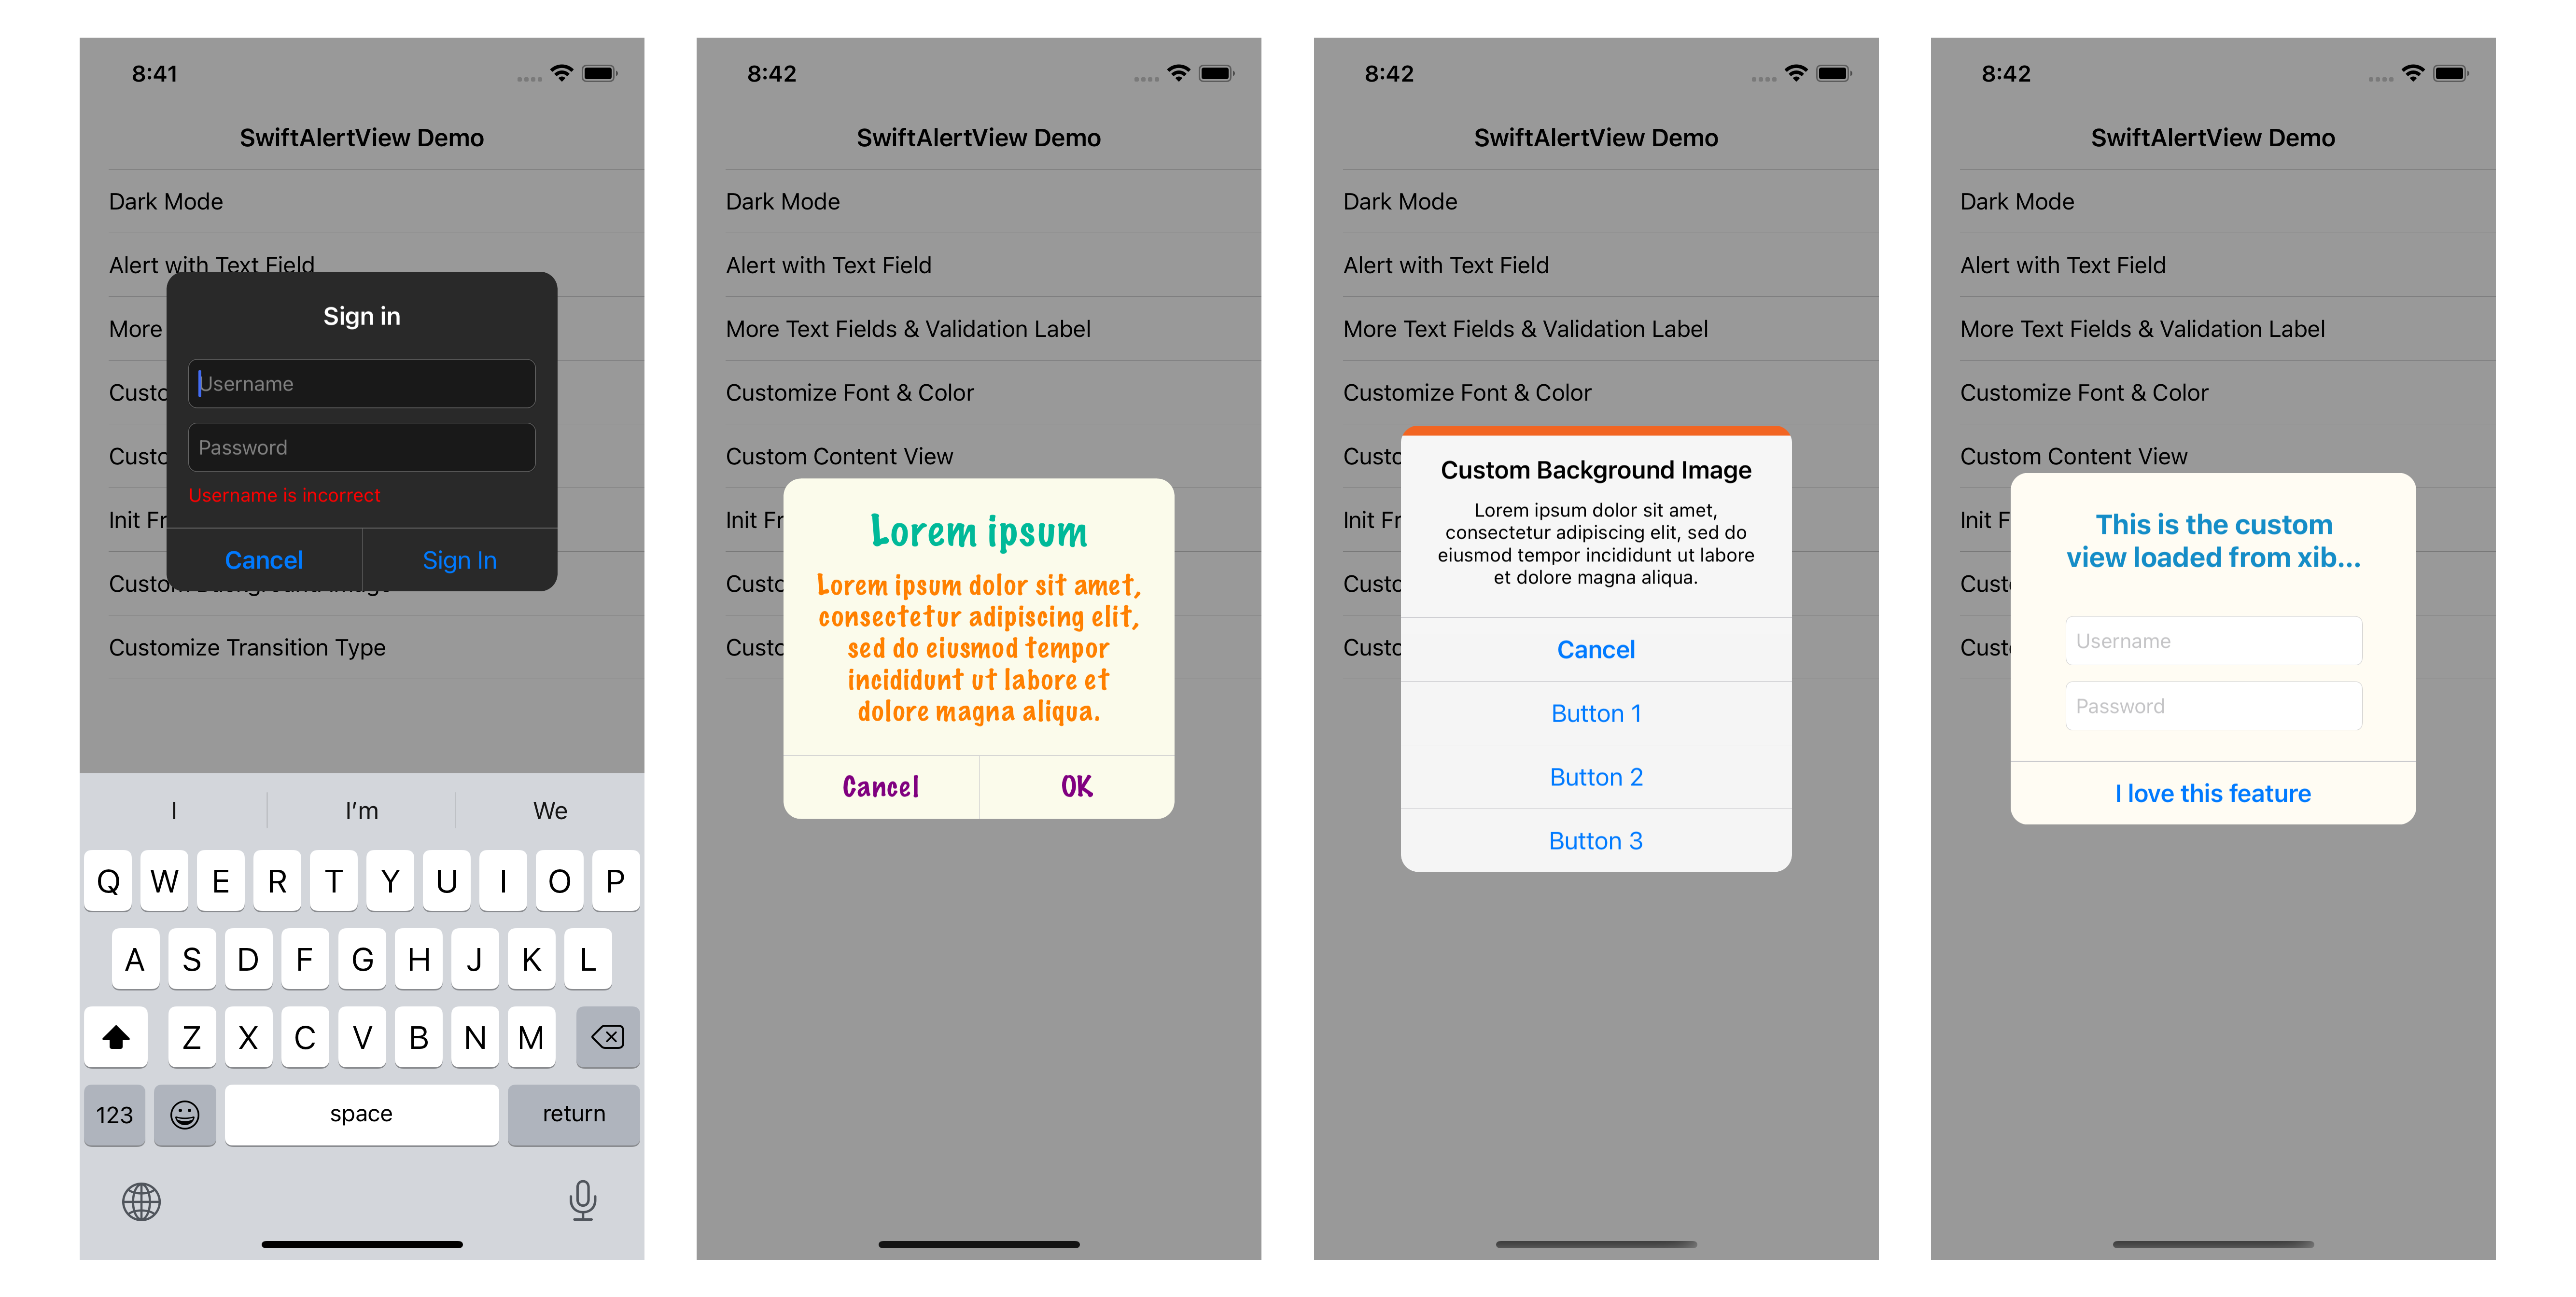 8:41
SwiftAlertView Demo
Dark Mode
Alert with Text Field
More
Sign in
Username
Custo
Password
Custo
Username is incorrect
Init Fr
Cancel
Sign In
Custom Background Image
Customize Transition Type
I
I'm
We
Q W E R T Y U I O P
A S D F G H J K L
Z X C V B N M
123
space
return
8:42
SwiftAlertView Demo
Dark Mode
Alert with Text Field
More Text Fields & Validation Label
Customize Font & Color
Custom Content View
Init Fr
Custo
Custo
Lorem ipsum
Lorem ipsum dolor sit amet,
consectetur adipiscing elit,
sed do eiusmod tempor
incididunt ut labore et
dolore magna aliqua.
Cancel
OK
8:42
SwiftAlertView Demo
Dark Mode
Alert with Text Field
More Text Fields & Validation Label
Customize Font & Color
Custo
Init Fr
Custo
Custo
Custom Background Image
Lorem ipsum dolor sit amet,
consectetur adipiscing elit, sed do
eiusmod tempor incididunt ut labore
et dolore magna aliqua.
Cancel
Button 1
Button 2
Button 3
8:42
SwiftAlertView Demo
Dark Mode
Alert with Text Field
More Text Fields & Validation Label
Customize Font & Color
Custom Content View
Init F
Cust
Cust
This is the custom
view loaded from xib...
Username
Password
I love this feature